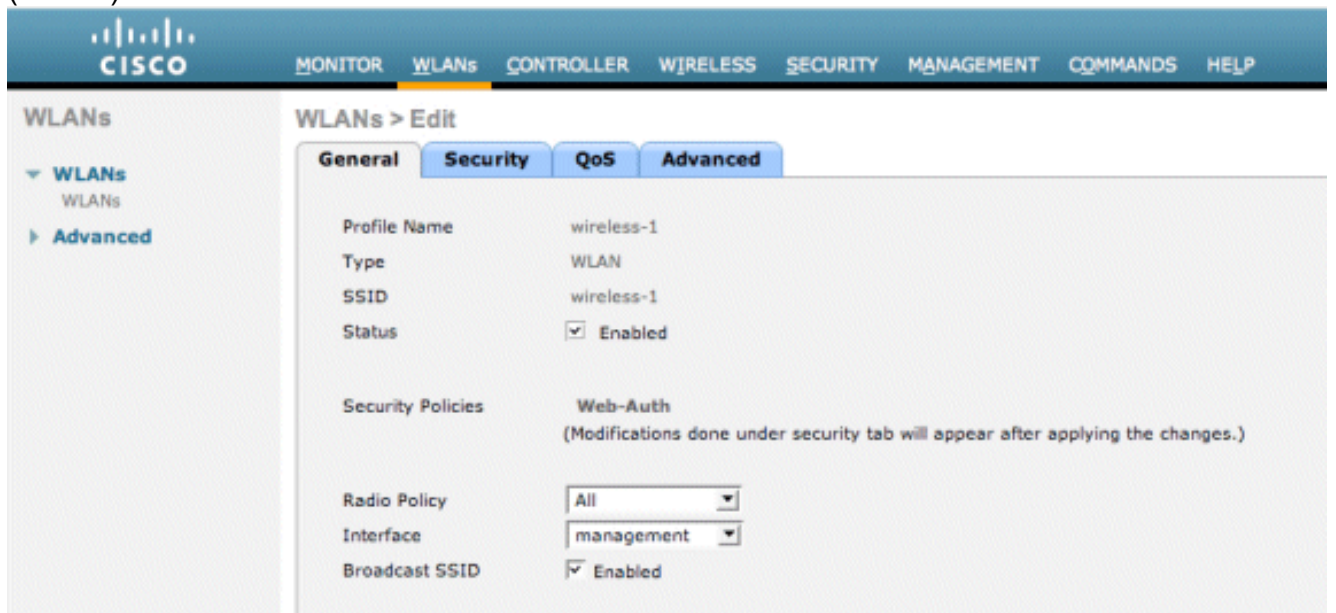 CISCO
MONITOR WLANs CONTROLLER WIRELESS SECURITY MANAGEMENT COMMANDS HELP
WLANs
WLANs
WLANs
Advanced
WLANs > Edit
General Security QoS Advanced
Profile Name wireless-1
Type WLAN
SSID wireless-1
Status Enabled
Security Policies Web-Auth
(Modifications done under security tab will appear after applying the changes.)
Radio Policy All
Interface management
Broadcast SSID Enabled